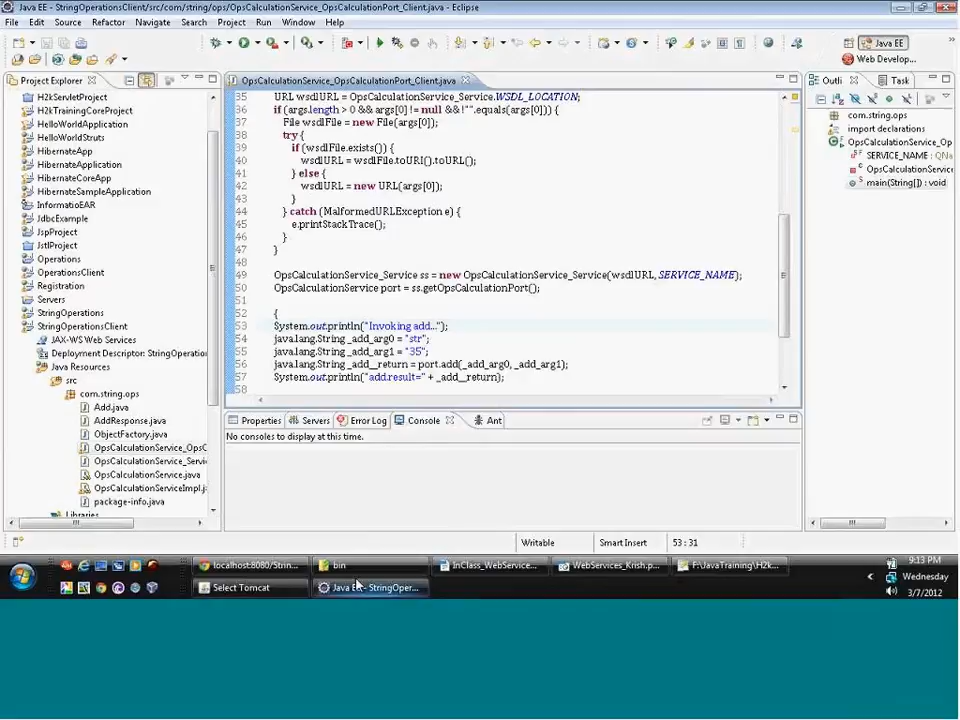 Java EE - StringOperationsClient/src/com/string/ops/OpsCalculationService_OpsCalculationPort_Client.java - Eclipse
File Edit Source Refactor Navigate Search Project Run Window Help
Java EE
Web Develop...
Project Explorer
H2kServletProject
H2kTrainingCoreProject
HelloWorldApplication
HelloWorldStruts
HibernateApp
HibernateApplication
HibernateCoreApp
HibernateSampleApplication
InformatioEAR
JdbcExample
JspProject
JstlProject
Operations
OperationsClient
Registration
Servers
StringOperations
StringOperationsClient
JAX-WS Web Services
Deployment Descriptor: StringOperatio
Java Resources
src
com.string.ops
Add.java
AddResponse.java
ObjectFactory.java
OpsCalculationService_OpsC
OpsCalculationService_Servi
OpsCalculationService.java
OpsCalculationServiceImpl.j
package-info.java
Libraries
OpsCalculationService_OpsCalculationPort_Client.java
35 URL wsdlURL = OpsCalculationService_Service.WSDL_LOCATION;
36 if (args.length > 0 && args[0] != null && !"".equals(args[0])) {
37 File wsdlFile = new File(args[0]);
38 try {
39 if (wsdlFile.exists()) {
40 wsdlURL = wsdlFile.toURI().toURL();
41 } else {
42 wsdlURL = new URL(args[0]);
43 }
44 } catch (MalformedURLException e) {
45 e.printStackTrace();
46 }
47 }
48
49 OpsCalculationService_Service ss = new OpsCalculationService_Service(wsdlURL, SERVICE_NAME);
50 OpsCalculationService port = ss.getOpsCalculationPort();
51
52 {
53 System.out.println("Invoking add...");
54 java.lang.String _add_arg0 = "str";
55 java.lang.String _add_arg1 = "35";
56 java.lang.String _add__return = port.add(_add_arg0, _add_arg1);
57 System.out.println("add.result=" + _add__return);
58
Outli Task
com.string.ops
import declarations
OpsCalculationService_Op
SERVICE_NAME : QNa
OpsCalculationService
main(String[]) : void
Properties Servers Error Log Console Ant
No consoles to display at this time.
Writable Smart Insert 53 : 31
localhost:8080/Strin... bin InClass_WebService... WebServices_Krish.p... F:\JavaTraining\H2k...
Select Tomcat Java EE - StringOper...
9:13 PM
Wednesday
3/7/2012